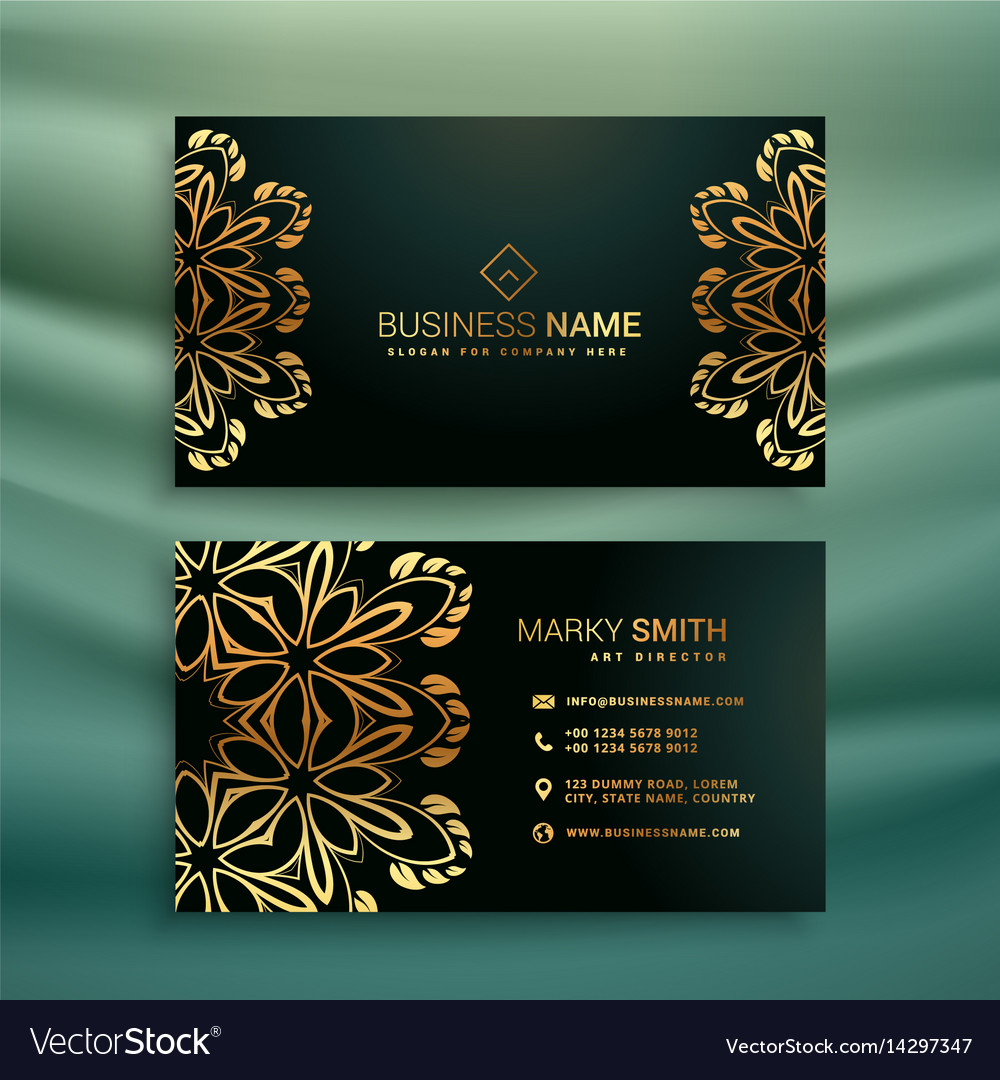 BUSINESS NAME
SLOGAN FOR COMPANY HERE
MARKY SMITH
ART DIRECTOR
INFO@BUSINESSNAME.COM
+00 1234 5678 9012
+00 1234 5678 9012
123 DUMMY ROAD, LOREM
CITY, STATE NAME, COUNTRY
WWW.BUSINESSNAME.COM
VectorStock®
VectorStock.com/14297347